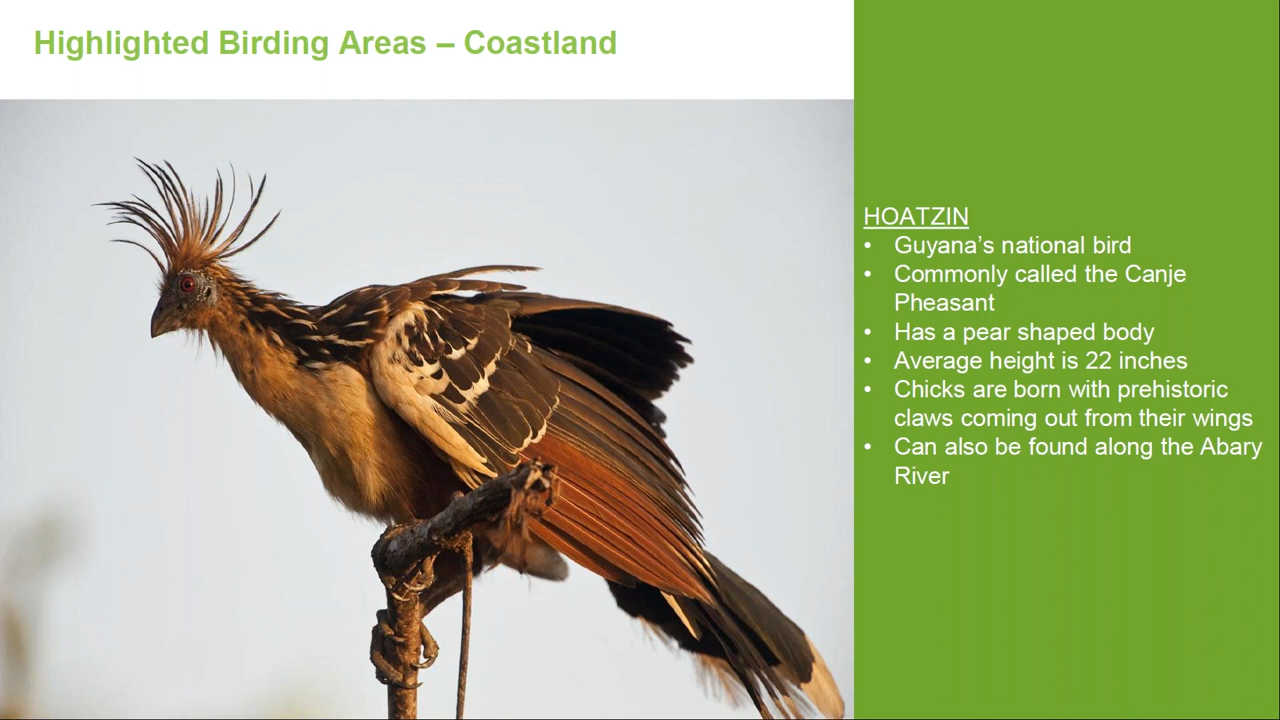 Highlighted Birding Areas – Coastland
HOATZIN
• Guyana’s national bird
• Commonly called the Canje
Pheasant
• Has a pear shaped body
• Average height is 22 inches
• Chicks are born with prehistoric
claws coming out from their wings
• Can also be found along the Abary
River